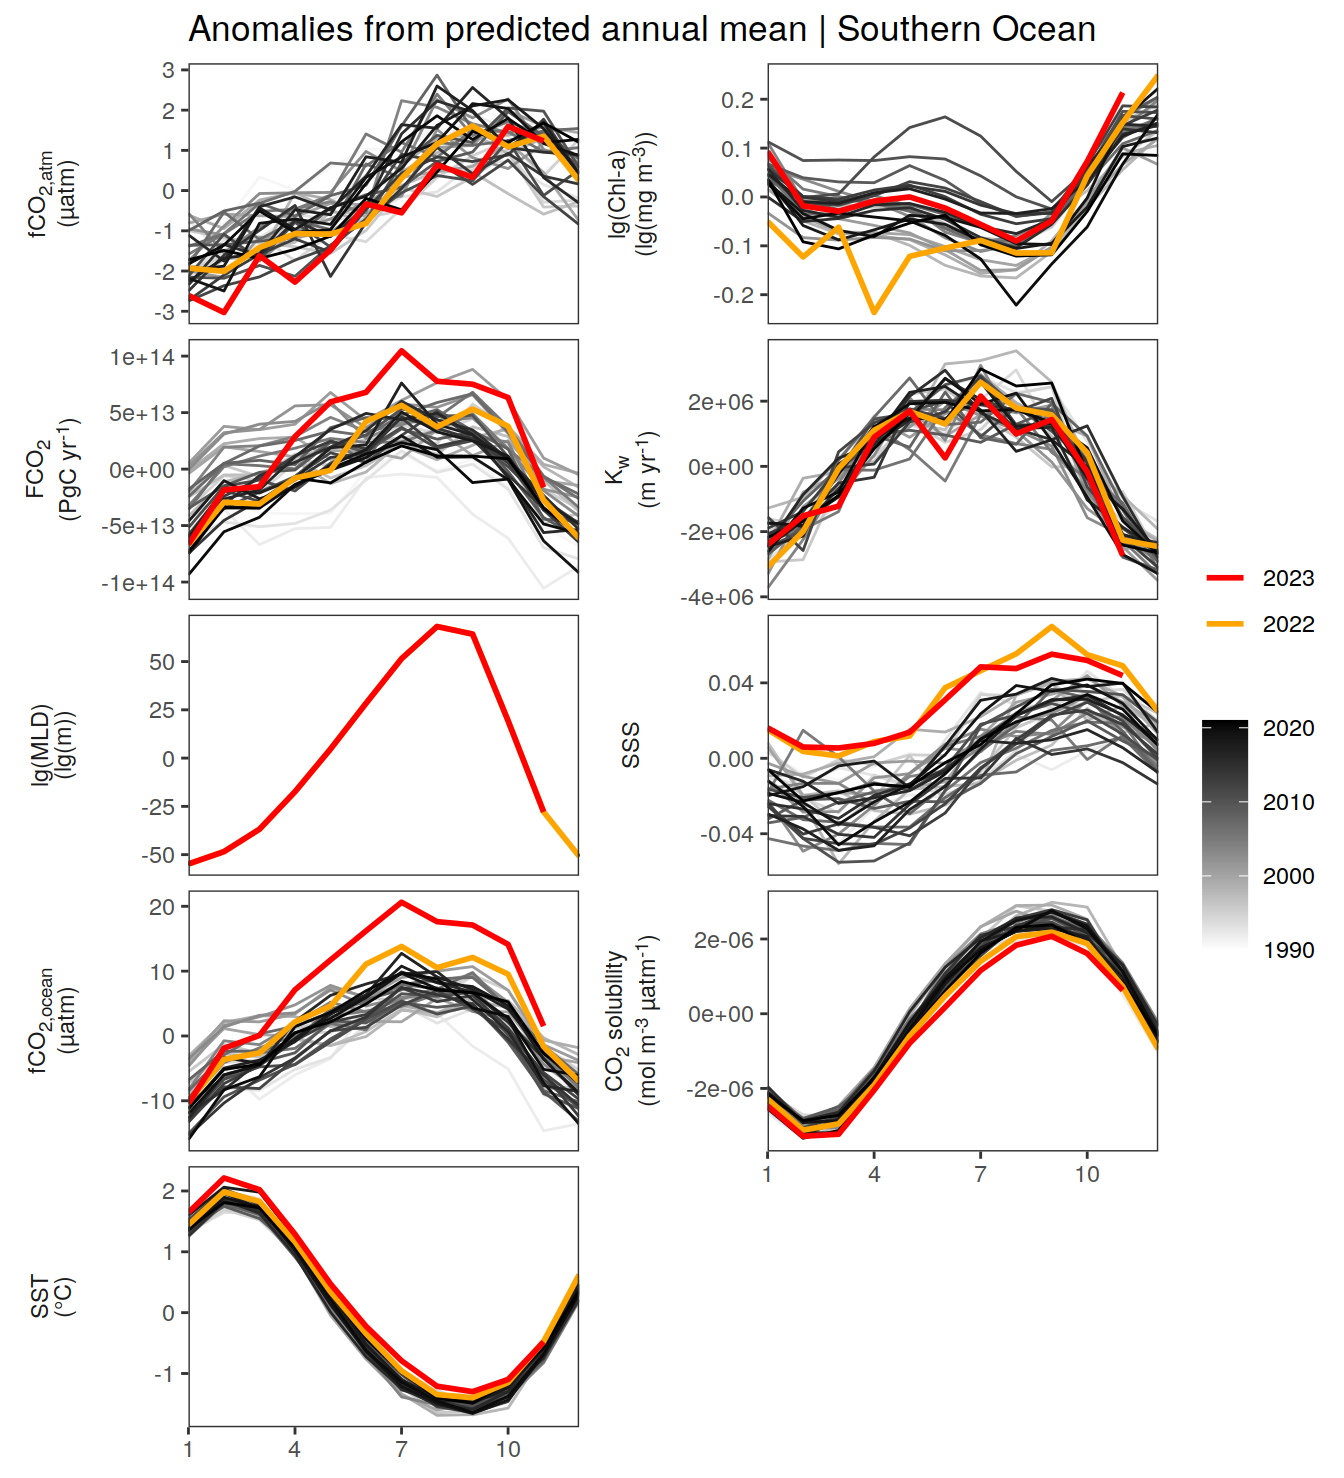 Anomalies from predicted annual mean | Southern Ocean
fCO2,atm
(µatm)
3
2
1
0
-1
-2
-3
lg(Chl-a)
(lg(mg m-3))
0.2
0.1
0.0
-0.1
-0.2
FCO2
(PgC yr-1)
1e+14
5e+13
0e+00
-5e+13
-1e+14
Kw
(m yr-1)
2e+06
0e+00
-2e+06
-4e+06
lg(MLD)
(lg(m))
50
25
0
-25
-50
SSS
0.04
0.00
-0.04
fCO2,ocean
(µatm)
20
10
0
-10
CO2 solubility
(mol m-3 µatm-1)
2e-06
0e+00
-2e-06
1
4
7
10
SST
(°C)
2
1
0
-1
1
4
7
10
2023
2022
2020
2010
2000
1990